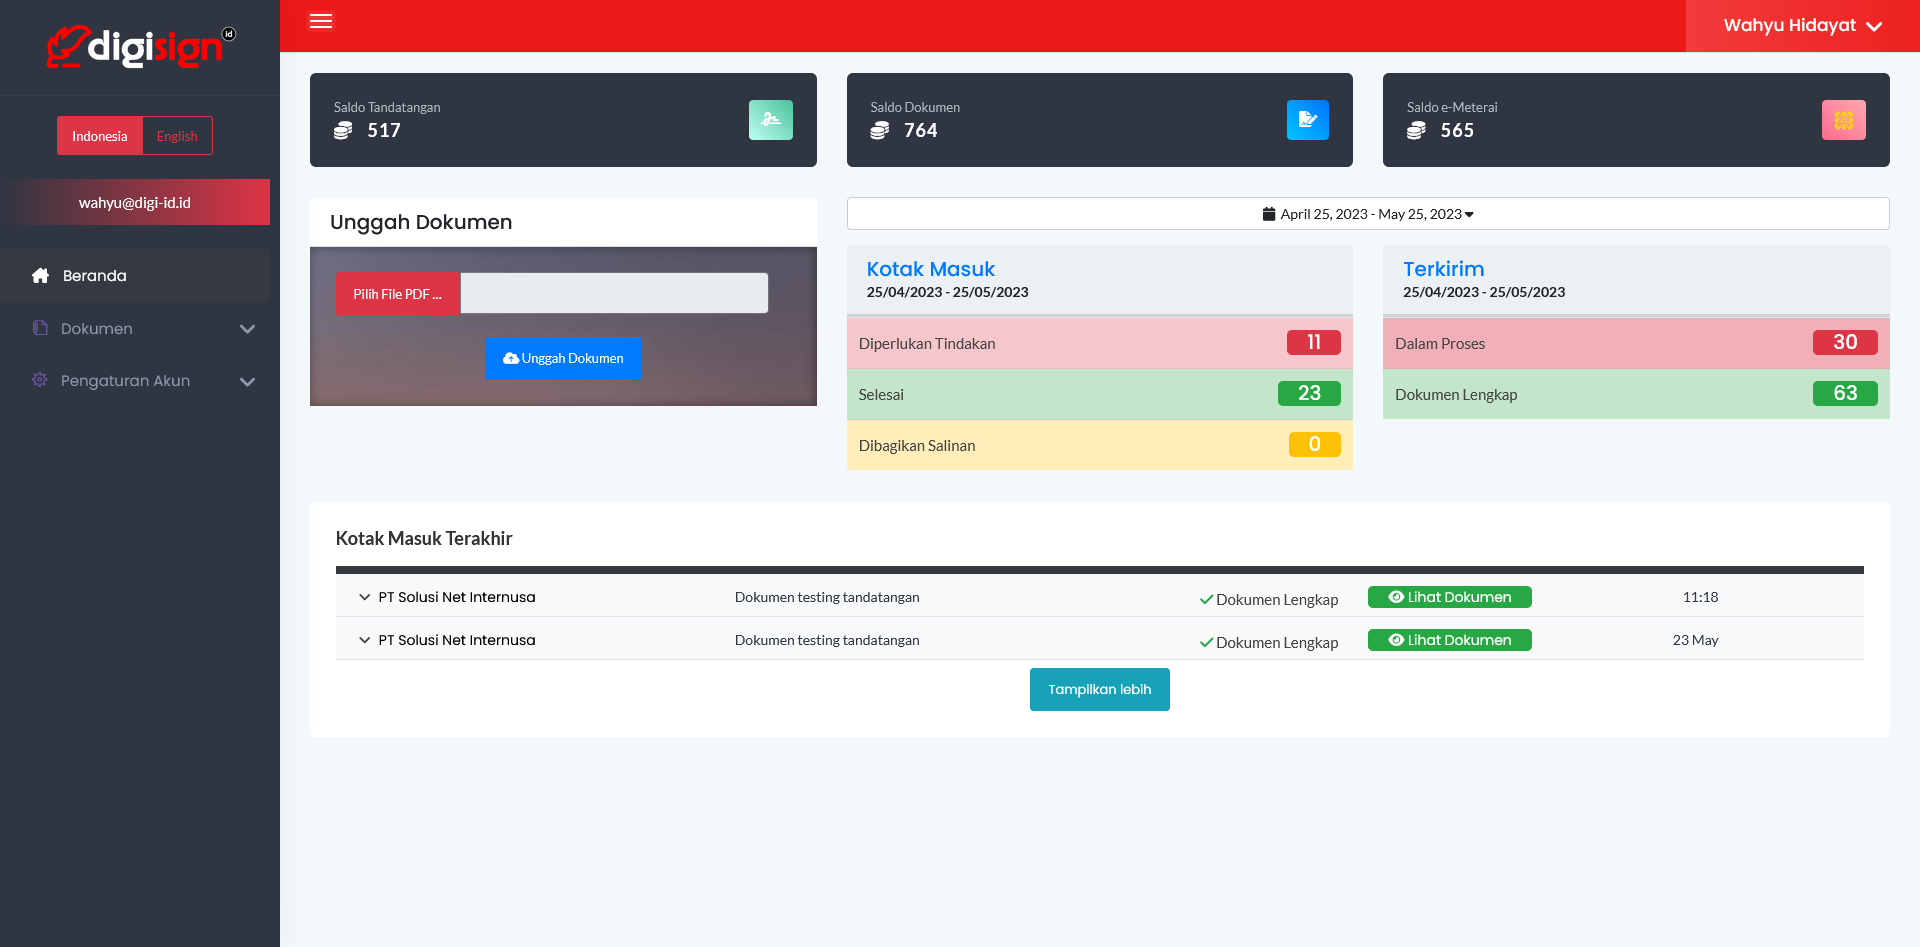 digisign id
Wahyu Hidayat
Indonesia English
wahyu@digi-id.id
Beranda
Dokumen
Pengaturan Akun
Saldo Tandatangan
517
Saldo Dokumen
764
Saldo e-Meterai
565
Unggah Dokumen
Pilih File PDF ...
Unggah Dokumen
April 25, 2023 - May 25, 2023
Kotak Masuk
25/04/2023 - 25/05/2023
Diperlukan Tindakan 11
Selesai 23
Dibagikan Salinan 0
Terkirim
25/04/2023 - 25/05/2023
Dalam Proses 30
Dokumen Lengkap 63
Kotak Masuk Terakhir
PT Solusi Net Internusa Dokumen testing tandatangan Dokumen Lengkap Lihat Dokumen 11:18
PT Solusi Net Internusa Dokumen testing tandatangan Dokumen Lengkap Lihat Dokumen 23 May
Tampilkan lebih